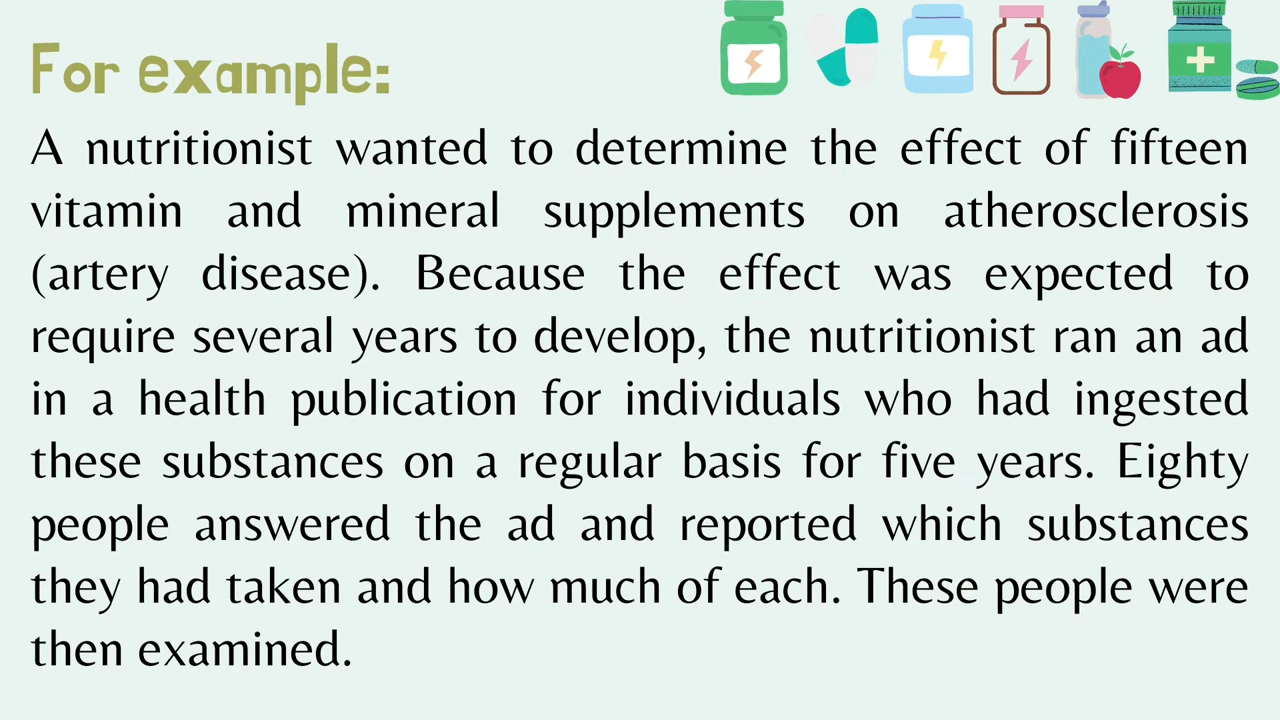 For example:
A nutritionist wanted to determine the effect of fifteen
vitamin and mineral supplements on atherosclerosis
(artery disease). Because the effect was expected to
require several years to develop, the nutritionist ran an ad
in a health publication for individuals who had ingested
these substances on a regular basis for five years. Eighty
people answered the ad and reported which substances
they had taken and how much of each. These people were
then examined.